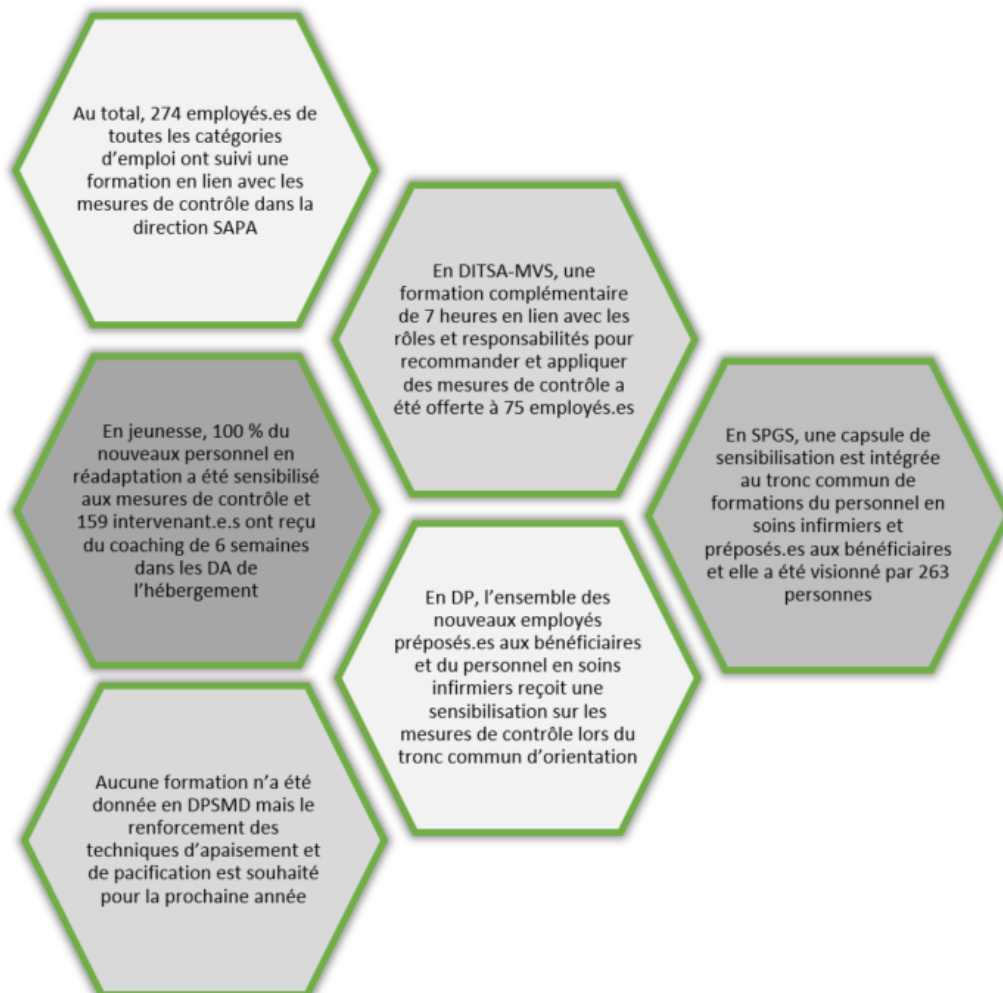 Au total, 274 employés.es de
toutes les catégories
d'emploi ont suivi une
formation en lien avec les
mesures de contrôle dans la
direction SAPA
En DITSA-MVS, une
formation complémentaire
de 7 heures en lien avec les
rôles et responsabilités pour
recommander et appliquer
des mesures de contrôle a
été offerte à 75 employés.es
En jeunesse, 100 % du
nouveaux personnel en
réadaptation a été sensibilisé
aux mesures de contrôle et
159 intervenant.e.s ont reçu
du coaching de 6 semaines
dans les DA de
l'hébergement
En SPGS, une capsule de
sensibilisation est intégrée
au tronc commun de
formations du personnel en
soins infirmiers et
préposés.es aux bénéficiaires
et elle a été visionné par 263
personnes
En DP, l'ensemble des
nouveaux employés
préposés.es aux bénéficiaires
et du personnel en soins
infirmiers reçoit une
sensibilisation sur les
mesures de contrôle lors du
tronc commun d'orientation
Aucune formation n'a été
donnée en DPSMD mais le
renforcement des
techniques d'apaisement et
de pacification est souhaité
pour la prochaine année